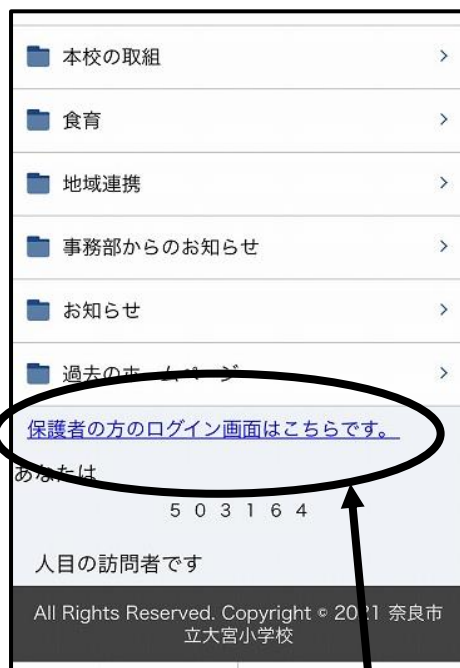 本校の取組
食育
地域連携
事務部からのお知らせ
お知らせ
過去のホームページ
保護者の方のログイン画面はこちらです。
あなたは
503164
人目の訪問者です
All Rights Reserved. Copyright © 2021 奈良市
立大宮小学校